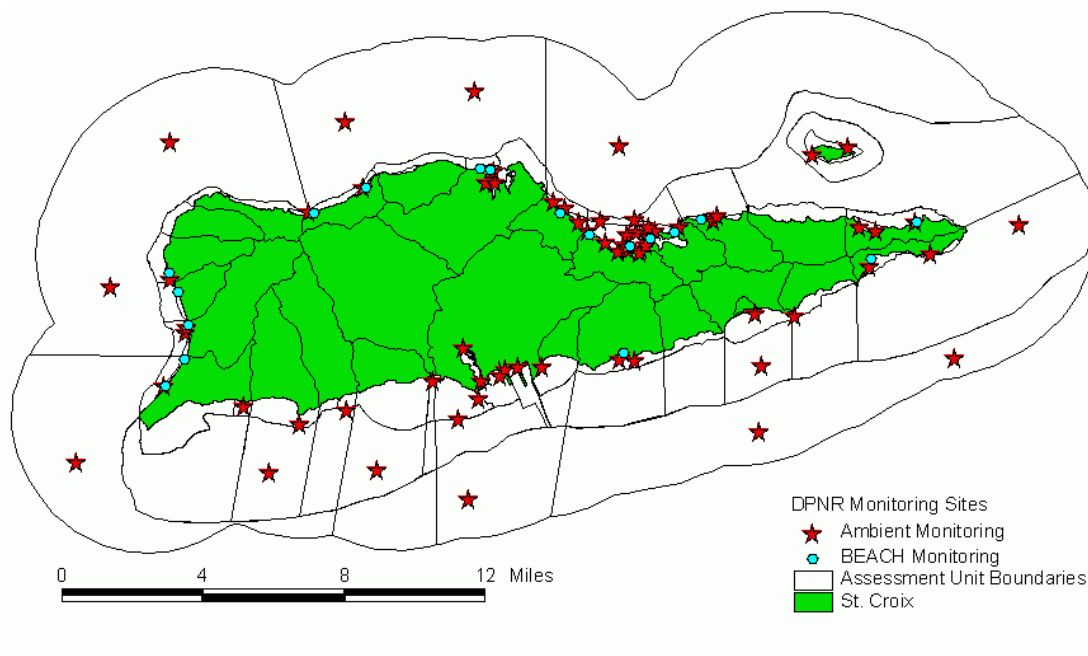 DPNR Monitoring Sites
Ambient Monitoring
BEACH Monitoring
Assessment Unit Boundaries
St. Croix
0 4 8 12 Miles